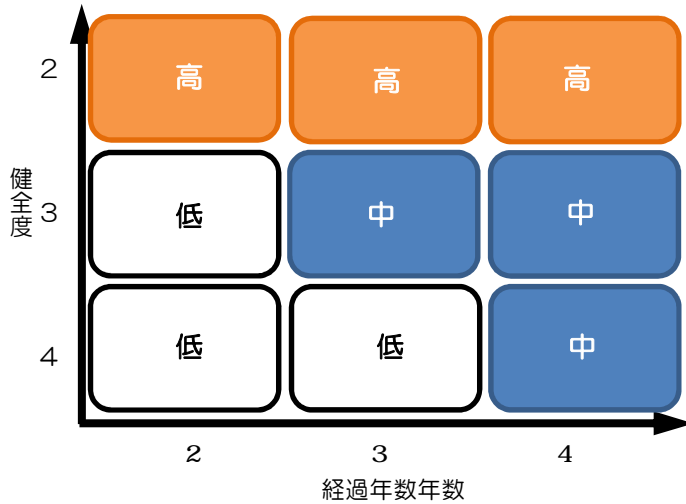 2 高 高 高
健全度
3 低 中 中
4 低 低 中
2 3 4
経過年数年数